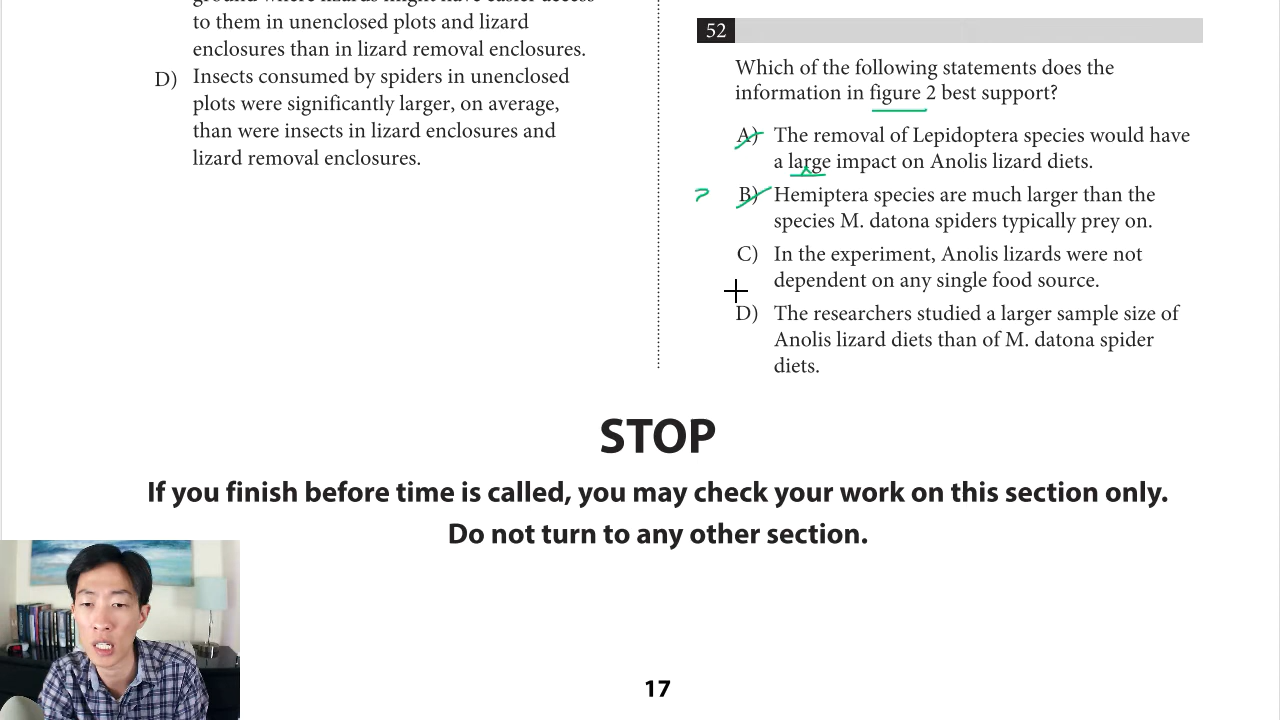 ground where lizards might have easier access
to them in unenclosed plots and lizard
enclosures than in lizard removal enclosures.
D) Insects consumed by spiders in unenclosed
plots were significantly larger, on average,
than were insects in lizard enclosures and
lizard removal enclosures.
52
Which of the following statements does the
information in figure 2 best support?
A) The removal of Lepidoptera species would have
a large impact on Anolis lizard diets.
? B) Hemiptera species are much larger than the
species M. datona spiders typically prey on.
C) In the experiment, Anolis lizards were not
dependent on any single food source.
D) The researchers studied a larger sample size of
Anolis lizard diets than of M. datona spider
diets.
STOP
If you finish before time is called, you may check your work on this section only.
Do not turn to any other section.
17